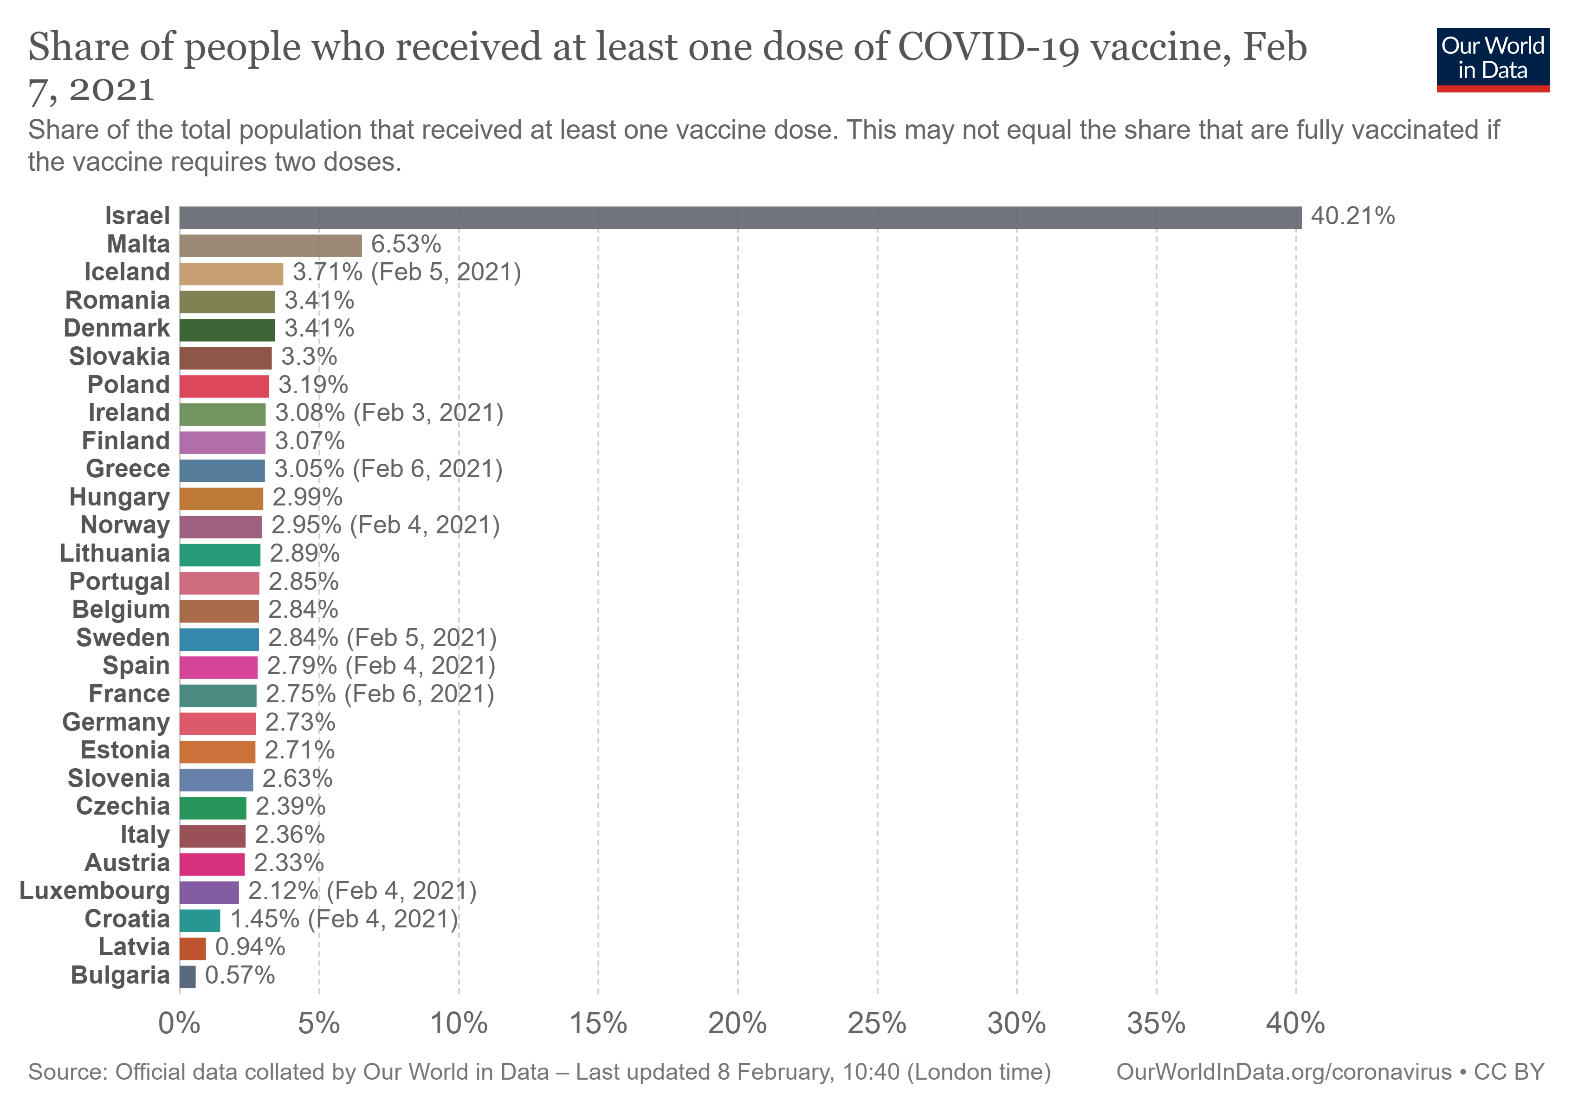 Share of people who received at least one dose of COVID-19 vaccine, Feb
7, 2021
Our World
in Data
Share of the total population that received at least one vaccine dose. This may not equal the share that are fully vaccinated if
the vaccine requires two doses.
Israel 40.21%
Malta 6.53%
Iceland 3.71% (Feb 5, 2021)
Romania 3.41%
Denmark 3.41%
Slovakia 3.3%
Poland 3.19%
Ireland 3.08% (Feb 3, 2021)
Finland 3.07%
Greece 3.05% (Feb 6, 2021)
Hungary 2.99%
Norway 2.95% (Feb 4, 2021)
Lithuania 2.89%
Portugal 2.85%
Belgium 2.84%
Sweden 2.84% (Feb 5, 2021)
Spain 2.79% (Feb 4, 2021)
France 2.75% (Feb 6, 2021)
Germany 2.73%
Estonia 2.71%
Slovenia 2.63%
Czechia 2.39%
Italy 2.36%
Austria 2.33%
Luxembourg 2.12% (Feb 4, 2021)
Croatia 1.45% (Feb 4, 2021)
Latvia 0.94%
Bulgaria 0.57%
0% 5% 10% 15% 20% 25% 30% 35% 40%
Source: Official data collated by Our World in Data – Last updated 8 February, 10:40 (London time) OurWorldInData.org/coronavirus • CC BY